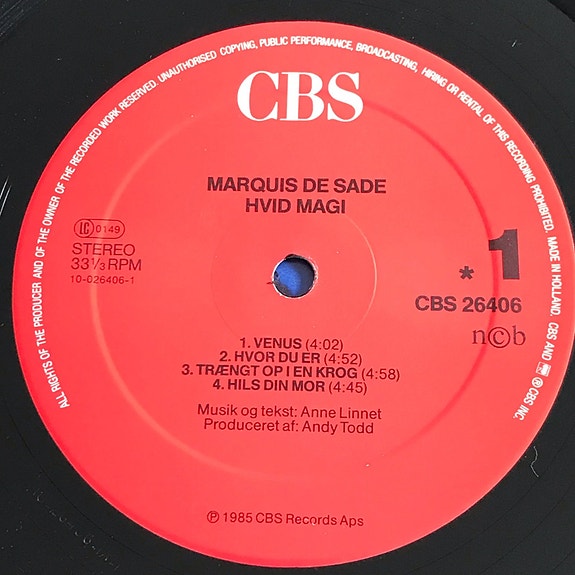 ALL RIGHTS OF THE PRODUCER AND OF THE OWNER OF THE RECORDED WORK RESERVED. UNAUTHORISED COPYING, PUBLIC PERFORMANCE, BROADCASTING, HIRING OR RENTAL OF THIS RECORDING PROHIBITED. MADE IN HOLLAND. CBS AND ℗ CBS INC.
CBS
MARQUIS DE SADE
HVID MAGI
LC 0149
STEREO
33⅓ RPM
10-026406-1
* 1
CBS 26406
n©b
1. VENUS (4:02)
2. HVOR DU ER (4:52)
3. TRÆNGT OP I EN KROG (4:58)
4. HILS DIN MOR (4:45)
Musik og tekst: Anne Linnet
Produceret af: Andy Todd
℗ 1985 CBS Records Aps